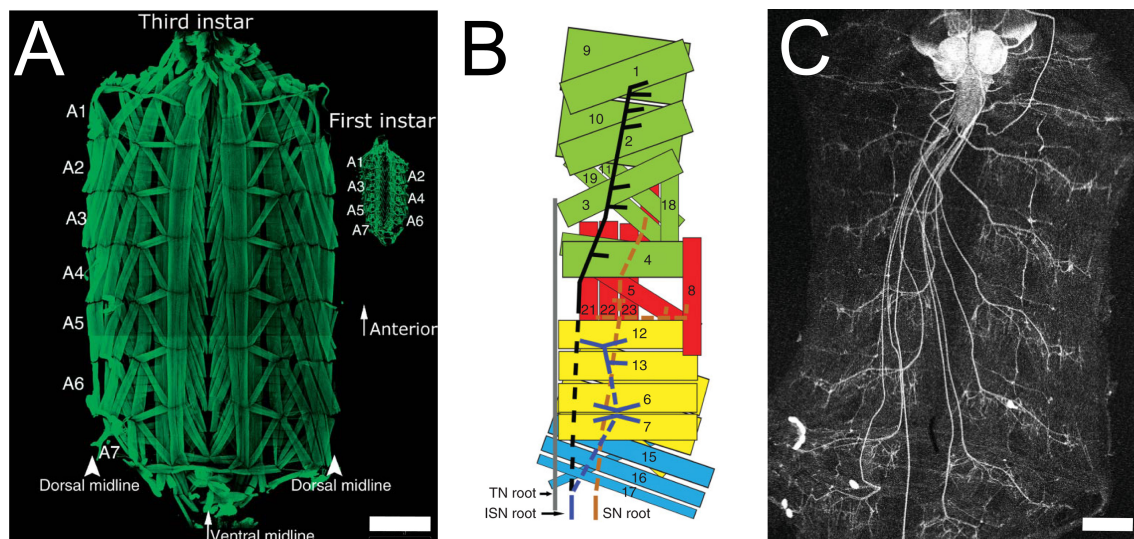 A
Third instar
A1
A2
A3
A4
A5
A6
A7
First instar
A1
A2
A3
A4
A5
A6
A7
Anterior
Dorsal midline
Dorsal midline
Ventral midline
B
9
1
10
2
11
19
3
18
4
5
8
21 22 23
12
13
6
7
15
16
17
TN root
ISN root
SN root
C